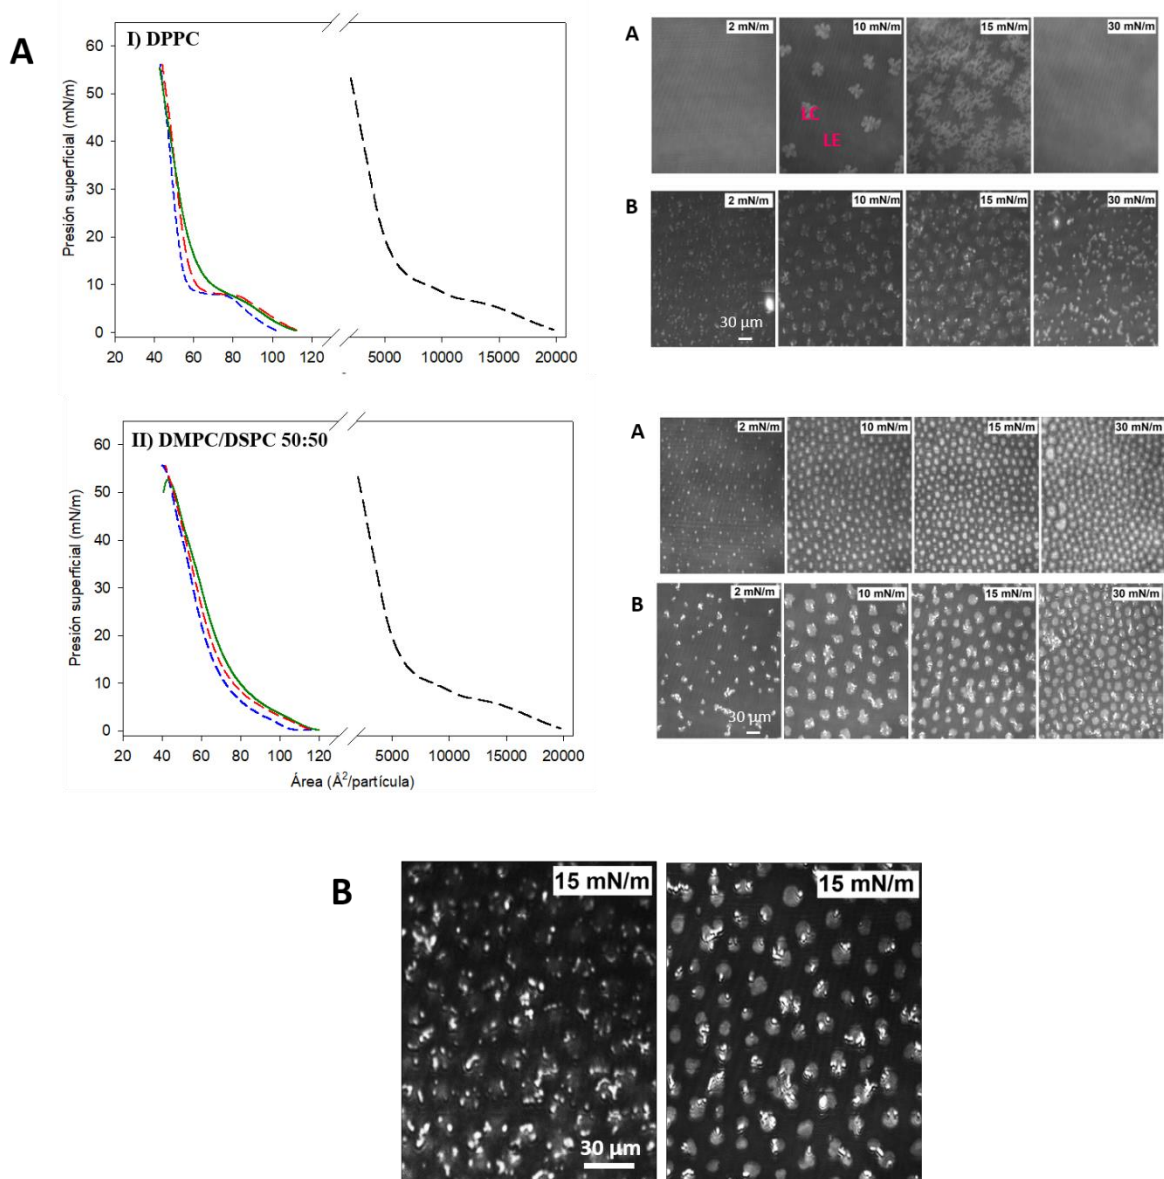 A
I) DPPC
Presión superficial (mN/m)
60
50
40
30
20
10
0
20 40 60 80 100 120 5000 10000 15000 20000
A
2 mN/m 10 mN/m 15 mN/m 30 mN/m
LC
LE
B
2 mN/m 10 mN/m 15 mN/m 30 mN/m
30 µm
II) DMPC/DSPC 50:50
Presión superficial (mN/m)
60
50
40
30
20
10
0
20 40 60 80 100 120 5000 10000 15000 20000
Área (Å²/partícula)
A
2 mN/m 10 mN/m 15 mN/m 30 mN/m
B
2 mN/m 10 mN/m 15 mN/m 30 mN/m
30 µm
B
15 mN/m 15 mN/m
30 µm